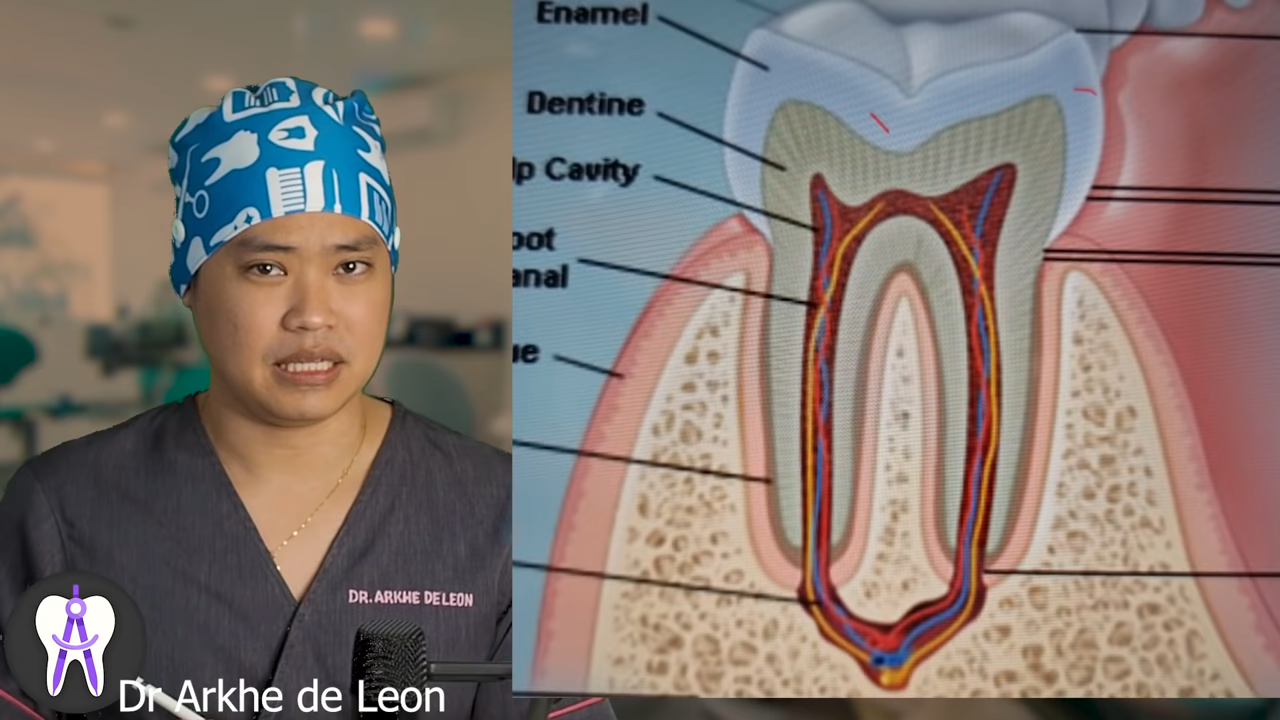 Enamel
Dentine
lp Cavity
oot
anal
ue
DR. ARKHE DE LEON
Dr Arkhe de Leon